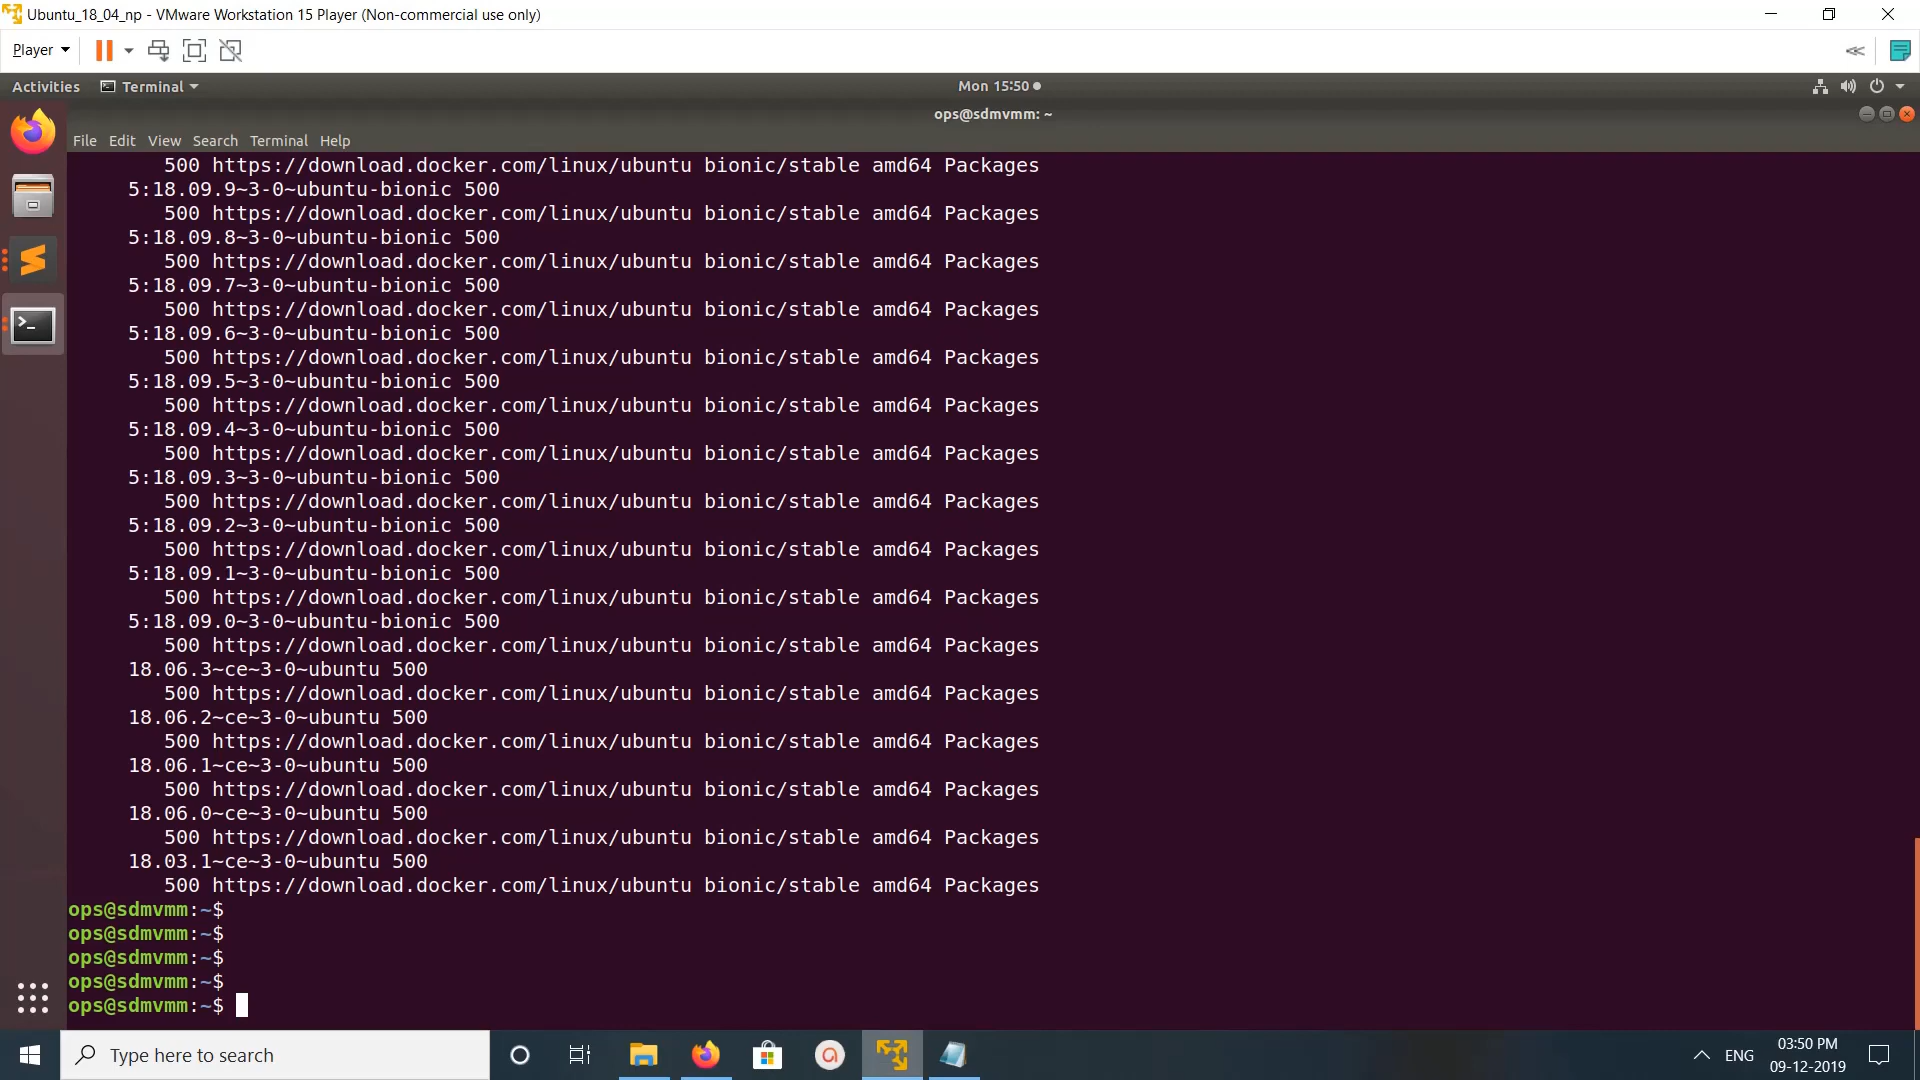 Ubuntu_18_04_np - VMware Workstation 15 Player (Non-commercial use only)
Player
Activities
Terminal
Mon 15:50
ops@sdmvmm: ~
File Edit View Search Terminal Help
500 https://download.docker.com/linux/ubuntu bionic/stable amd64 Packages
5:18.09.9~3-0~ubuntu-bionic 500
500 https://download.docker.com/linux/ubuntu bionic/stable amd64 Packages
5:18.09.8~3-0~ubuntu-bionic 500
500 https://download.docker.com/linux/ubuntu bionic/stable amd64 Packages
5:18.09.7~3-0~ubuntu-bionic 500
500 https://download.docker.com/linux/ubuntu bionic/stable amd64 Packages
5:18.09.6~3-0~ubuntu-bionic 500
500 https://download.docker.com/linux/ubuntu bionic/stable amd64 Packages
5:18.09.5~3-0~ubuntu-bionic 500
500 https://download.docker.com/linux/ubuntu bionic/stable amd64 Packages
5:18.09.4~3-0~ubuntu-bionic 500
500 https://download.docker.com/linux/ubuntu bionic/stable amd64 Packages
5:18.09.3~3-0~ubuntu-bionic 500
500 https://download.docker.com/linux/ubuntu bionic/stable amd64 Packages
5:18.09.2~3-0~ubuntu-bionic 500
500 https://download.docker.com/linux/ubuntu bionic/stable amd64 Packages
5:18.09.1~3-0~ubuntu-bionic 500
500 https://download.docker.com/linux/ubuntu bionic/stable amd64 Packages
5:18.09.0~3-0~ubuntu-bionic 500
500 https://download.docker.com/linux/ubuntu bionic/stable amd64 Packages
18.06.3~ce~3-0~ubuntu 500
500 https://download.docker.com/linux/ubuntu bionic/stable amd64 Packages
18.06.2~ce~3-0~ubuntu 500
500 https://download.docker.com/linux/ubuntu bionic/stable amd64 Packages
18.06.1~ce~3-0~ubuntu 500
500 https://download.docker.com/linux/ubuntu bionic/stable amd64 Packages
18.06.0~ce~3-0~ubuntu 500
500 https://download.docker.com/linux/ubuntu bionic/stable amd64 Packages
18.03.1~ce~3-0~ubuntu 500
500 https://download.docker.com/linux/ubuntu bionic/stable amd64 Packages
ops@sdmvmm:~$
ops@sdmvmm:~$
ops@sdmvmm:~$
ops@sdmvmm:~$
ops@sdmvmm:~$
Type here to search
ENG
03:50 PM
09-12-2019